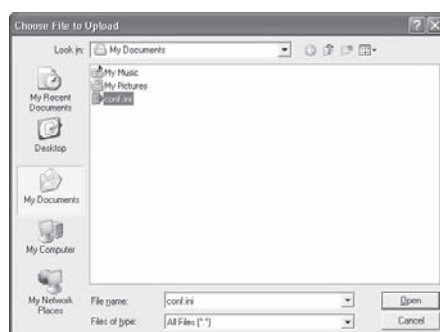 Choose File to Upload
Look in: My Documents
My Recent
Documents
Desktop
My Documents
My Computer
My Network
Places
My Music
My Pictures
conf.ini
File name: conf.ini
Open
Files of type: All Files (*.*)
Cancel